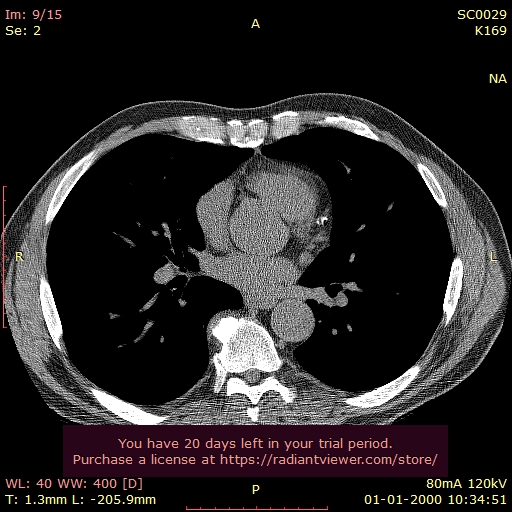 Im: 9/15
Se: 2
A
SC0029
K169
NA
R
L
You have 20 days left in your trial period.
Purchase a license at https://radiantviewer.com/store/
WL: 40 WW: 400 [D]
T: 1.3mm L: -205.9mm
P
80mA 120kV
01-01-2000 10:34:51